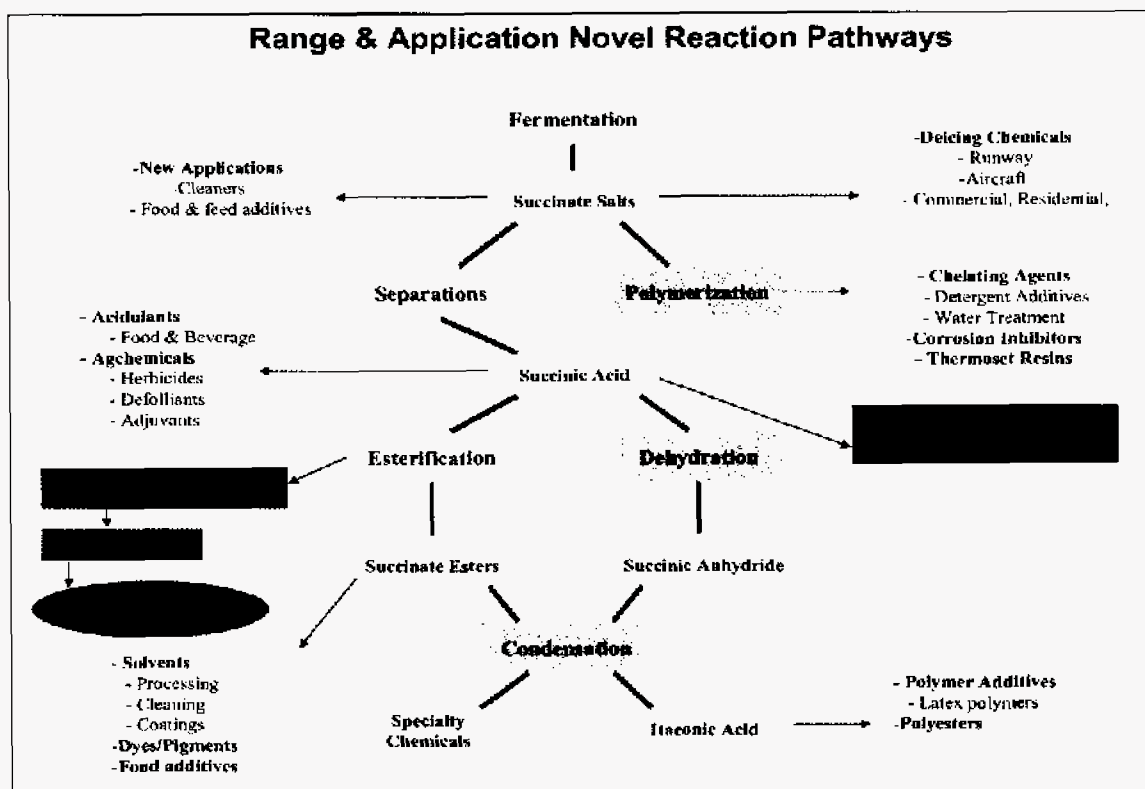 Range & Application Novel Reaction Pathways
Fermentation
-New Applications
Cleaners
- Food & feed additives
Succinate Salts
-Deicing Chemicals
- Runway
-Aircraft
- Commercial, Residential,
Separations
Polymerization
- Chelating Agents
- Detergent Additives
- Water Treatment
-Corrosion Inhibitors
- Thermoset Resins
- Acidulants
- Food & Beverage
- Agchemicals
- Herbicides
- Defolliants
- Adjuvants
Succinic Acid
Esterification
Dehydration
Succinate Esters
Succinic Anhydride
Condensation
- Solvents
- Processing
- Cleaning
- Coatings
-Dyes/Pigments
- Food additives
Specialty
Chemicals
Itaconic Acid
- Polymer Additives
- Latex polymers
-Polyesters